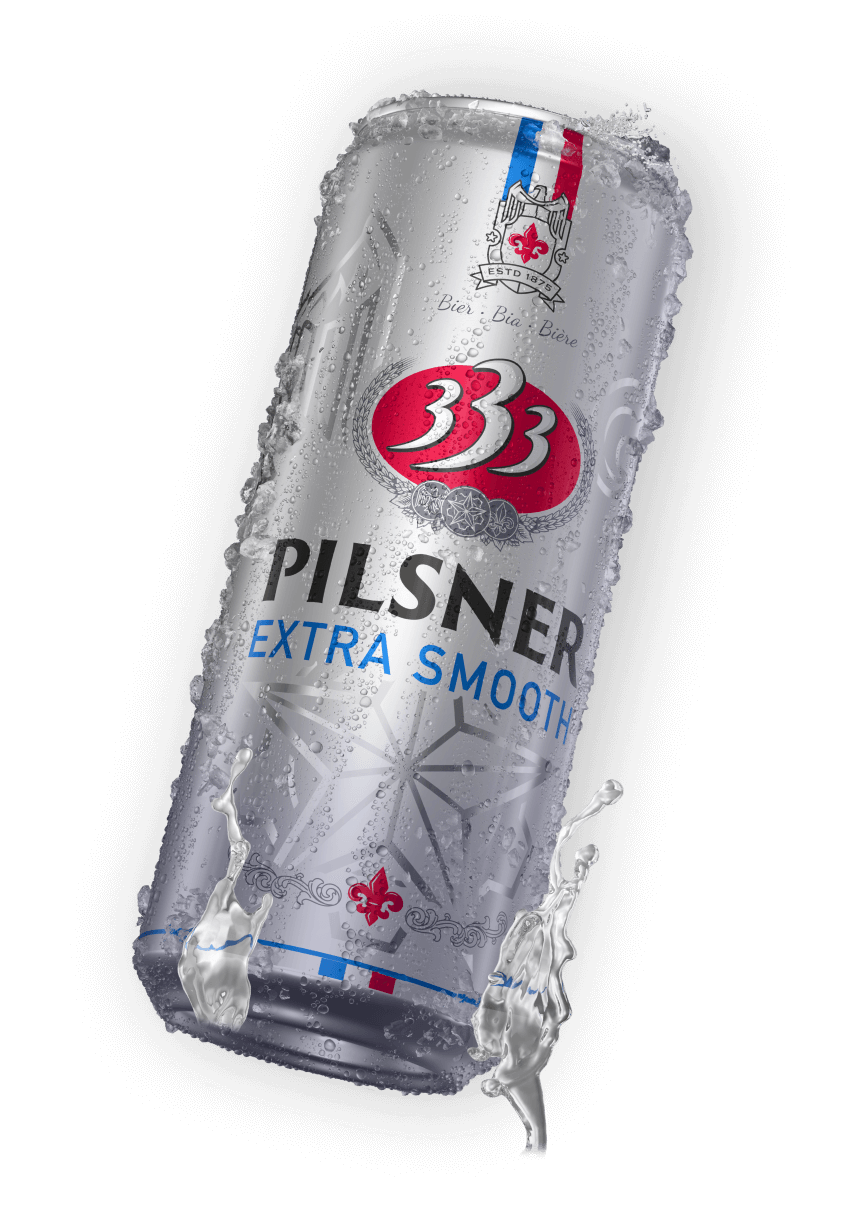 ESTD 1875
Bier · Bia · Bière
333
PILSNER
EXTRA SMOOTH